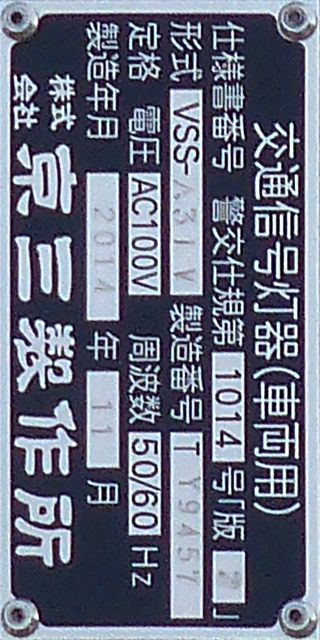 交通信号灯器(車両用)
仕様書番号 警交仕規第 1014 号「版 」
形式 VSS-A31V 製造番号 TY9457
定格 電圧 AC100V 周波数 50/60 Hz
製造年月 2014 年 11 月
株式会社 京三製作所